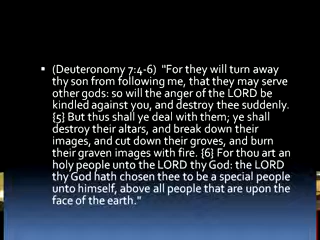 ▪ (Deuteronomy 7:4-6) "For they will turn away
thy son from following me, that they may serve
other gods: so will the anger of the LORD be
kindled against you, and destroy thee suddenly.
{5} But thus shall ye deal with them; ye shall
destroy their altars, and break down their
images, and cut down their groves, and burn
their graven images with fire. {6} For thou art an
holy people unto the LORD thy God: the LORD
thy God hath chosen thee to be a special people
unto himself, above all people that are upon the
face of the earth."